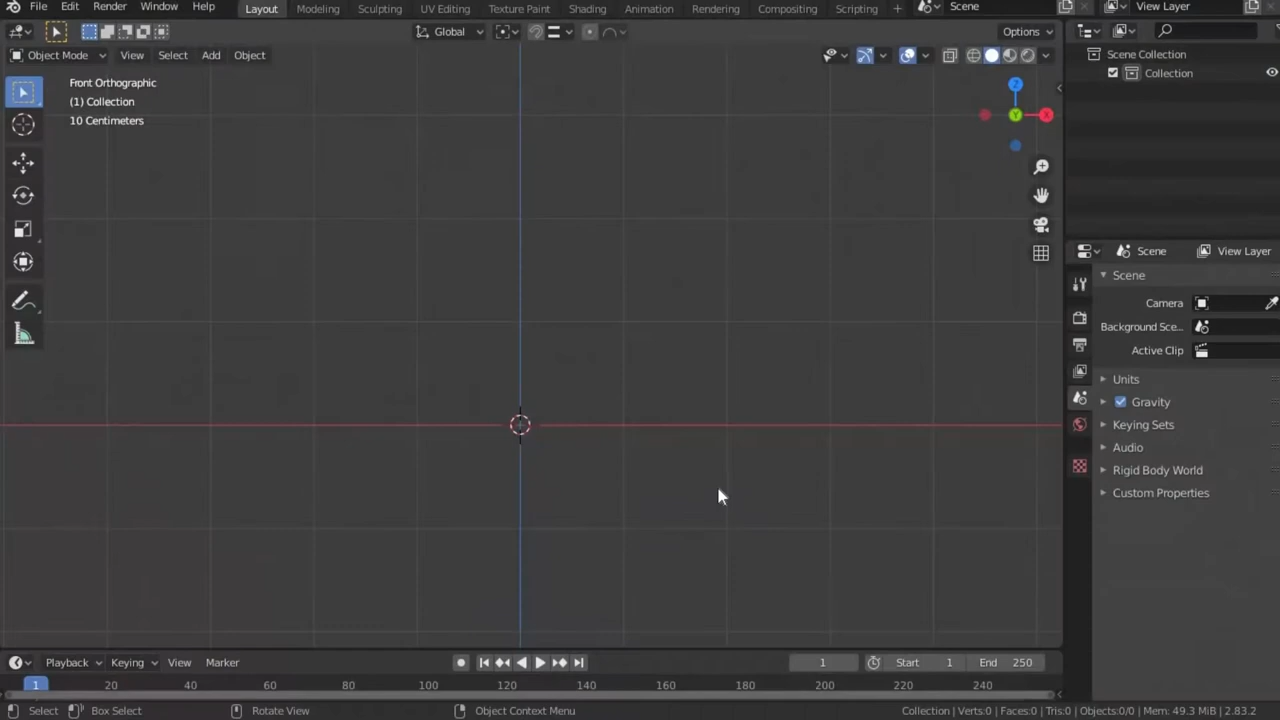 File Edit Render Window Help Layout Modeling Sculpting UV Editing Texture Paint Shading Animation Rendering Compositing Scripting + Scene View Layer
Global Options
Object Mode View Select Add Object
Scene Collection
Collection
Front Orthographic
(1) Collection
10 Centimeters
Z
Y X
Scene View Layer
Scene
Camera
Background Sce...
Active Clip
Units
Gravity
Keying Sets
Audio
Rigid Body World
Custom Properties
Playback Keying View Marker 1 Start 1 End 250
1 20 40 60 80 100 120 140 160 180 200 220 240
Select Box Select Rotate View Object Context Menu Collection | Verts:0 | Faces:0 | Tris:0 | Objects:0/0 | Mem: 49.3 MiB | 2.83.2